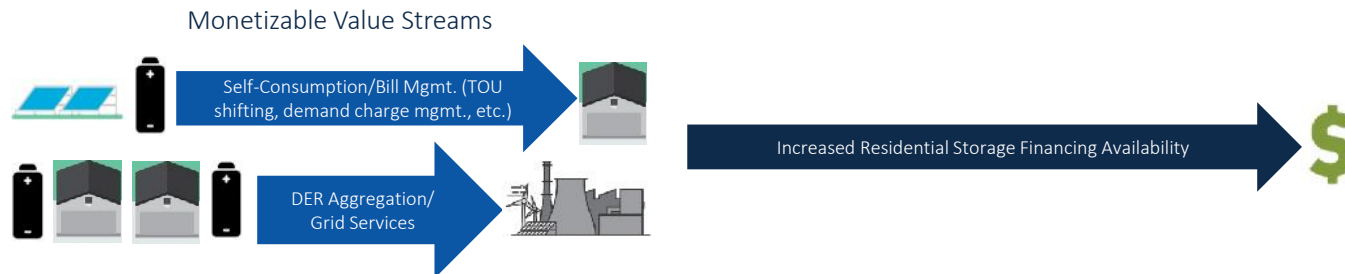 Monetizable Value Streams
Self-Consumption/Bill Mgmt. (TOU
shifting, demand charge mgmt., etc.)
Increased Residential Storage Financing Availability
$
DER Aggregation/
Grid Services